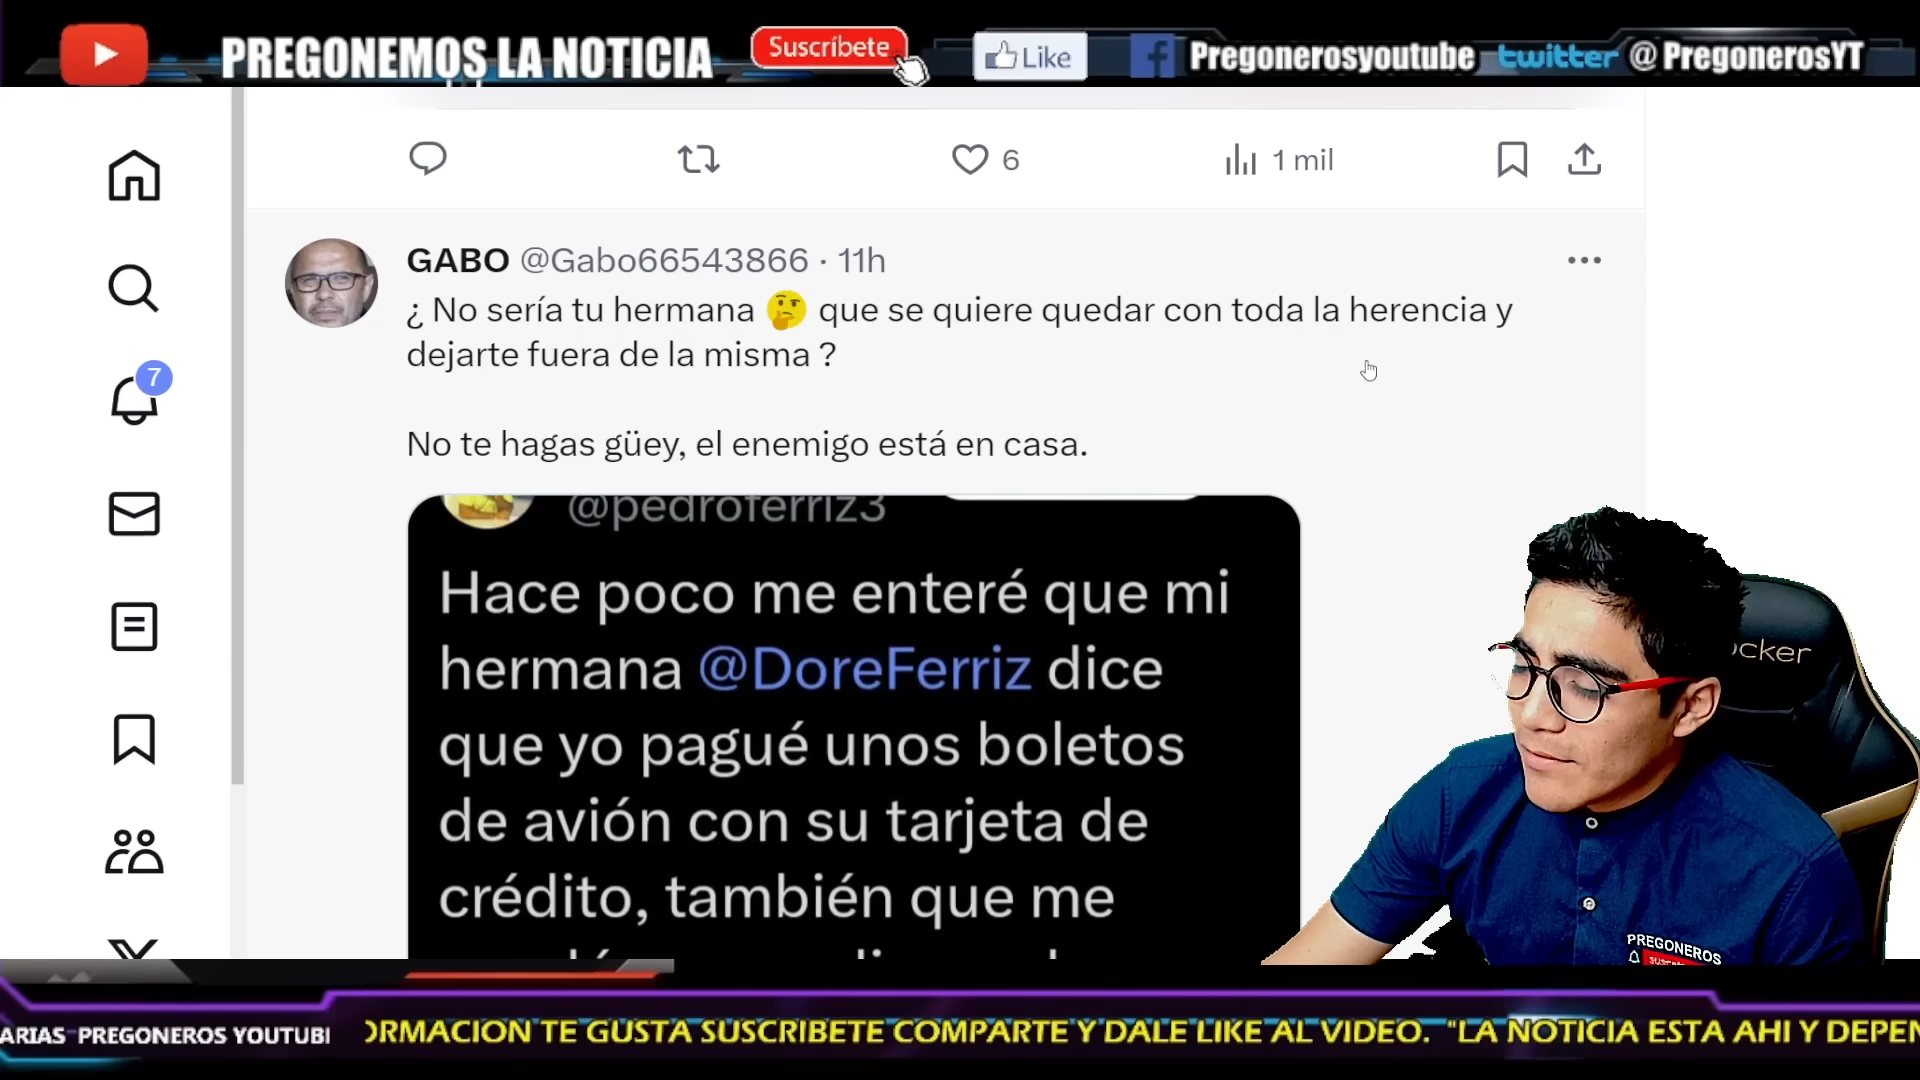 PREGONEMOS LA NOTICIA
Suscríbete
Like
Pregonerosyoutube
twitter @PregonerosYT
6
1 mil
GABO @Gabo66543866 · 11h
¿ No sería tu hermana 🤔 que se quiere quedar con toda la herencia y
dejarte fuera de la misma ?
7
No te hagas güey, el enemigo está en casa.
@pedroferriz3
Hace poco me enteré que mi
hermana @DoreFerriz dice
que yo pagué unos boletos
de avión con su tarjeta de
crédito, también que me
PREGONEROS
ARIAS PREGONEROS YOUTUBE
ORMACION TE GUSTA SUSCRIBETE COMPARTE Y DALE LIKE AL VIDEO. "LA NOTICIA ESTA AHI Y DEPEN